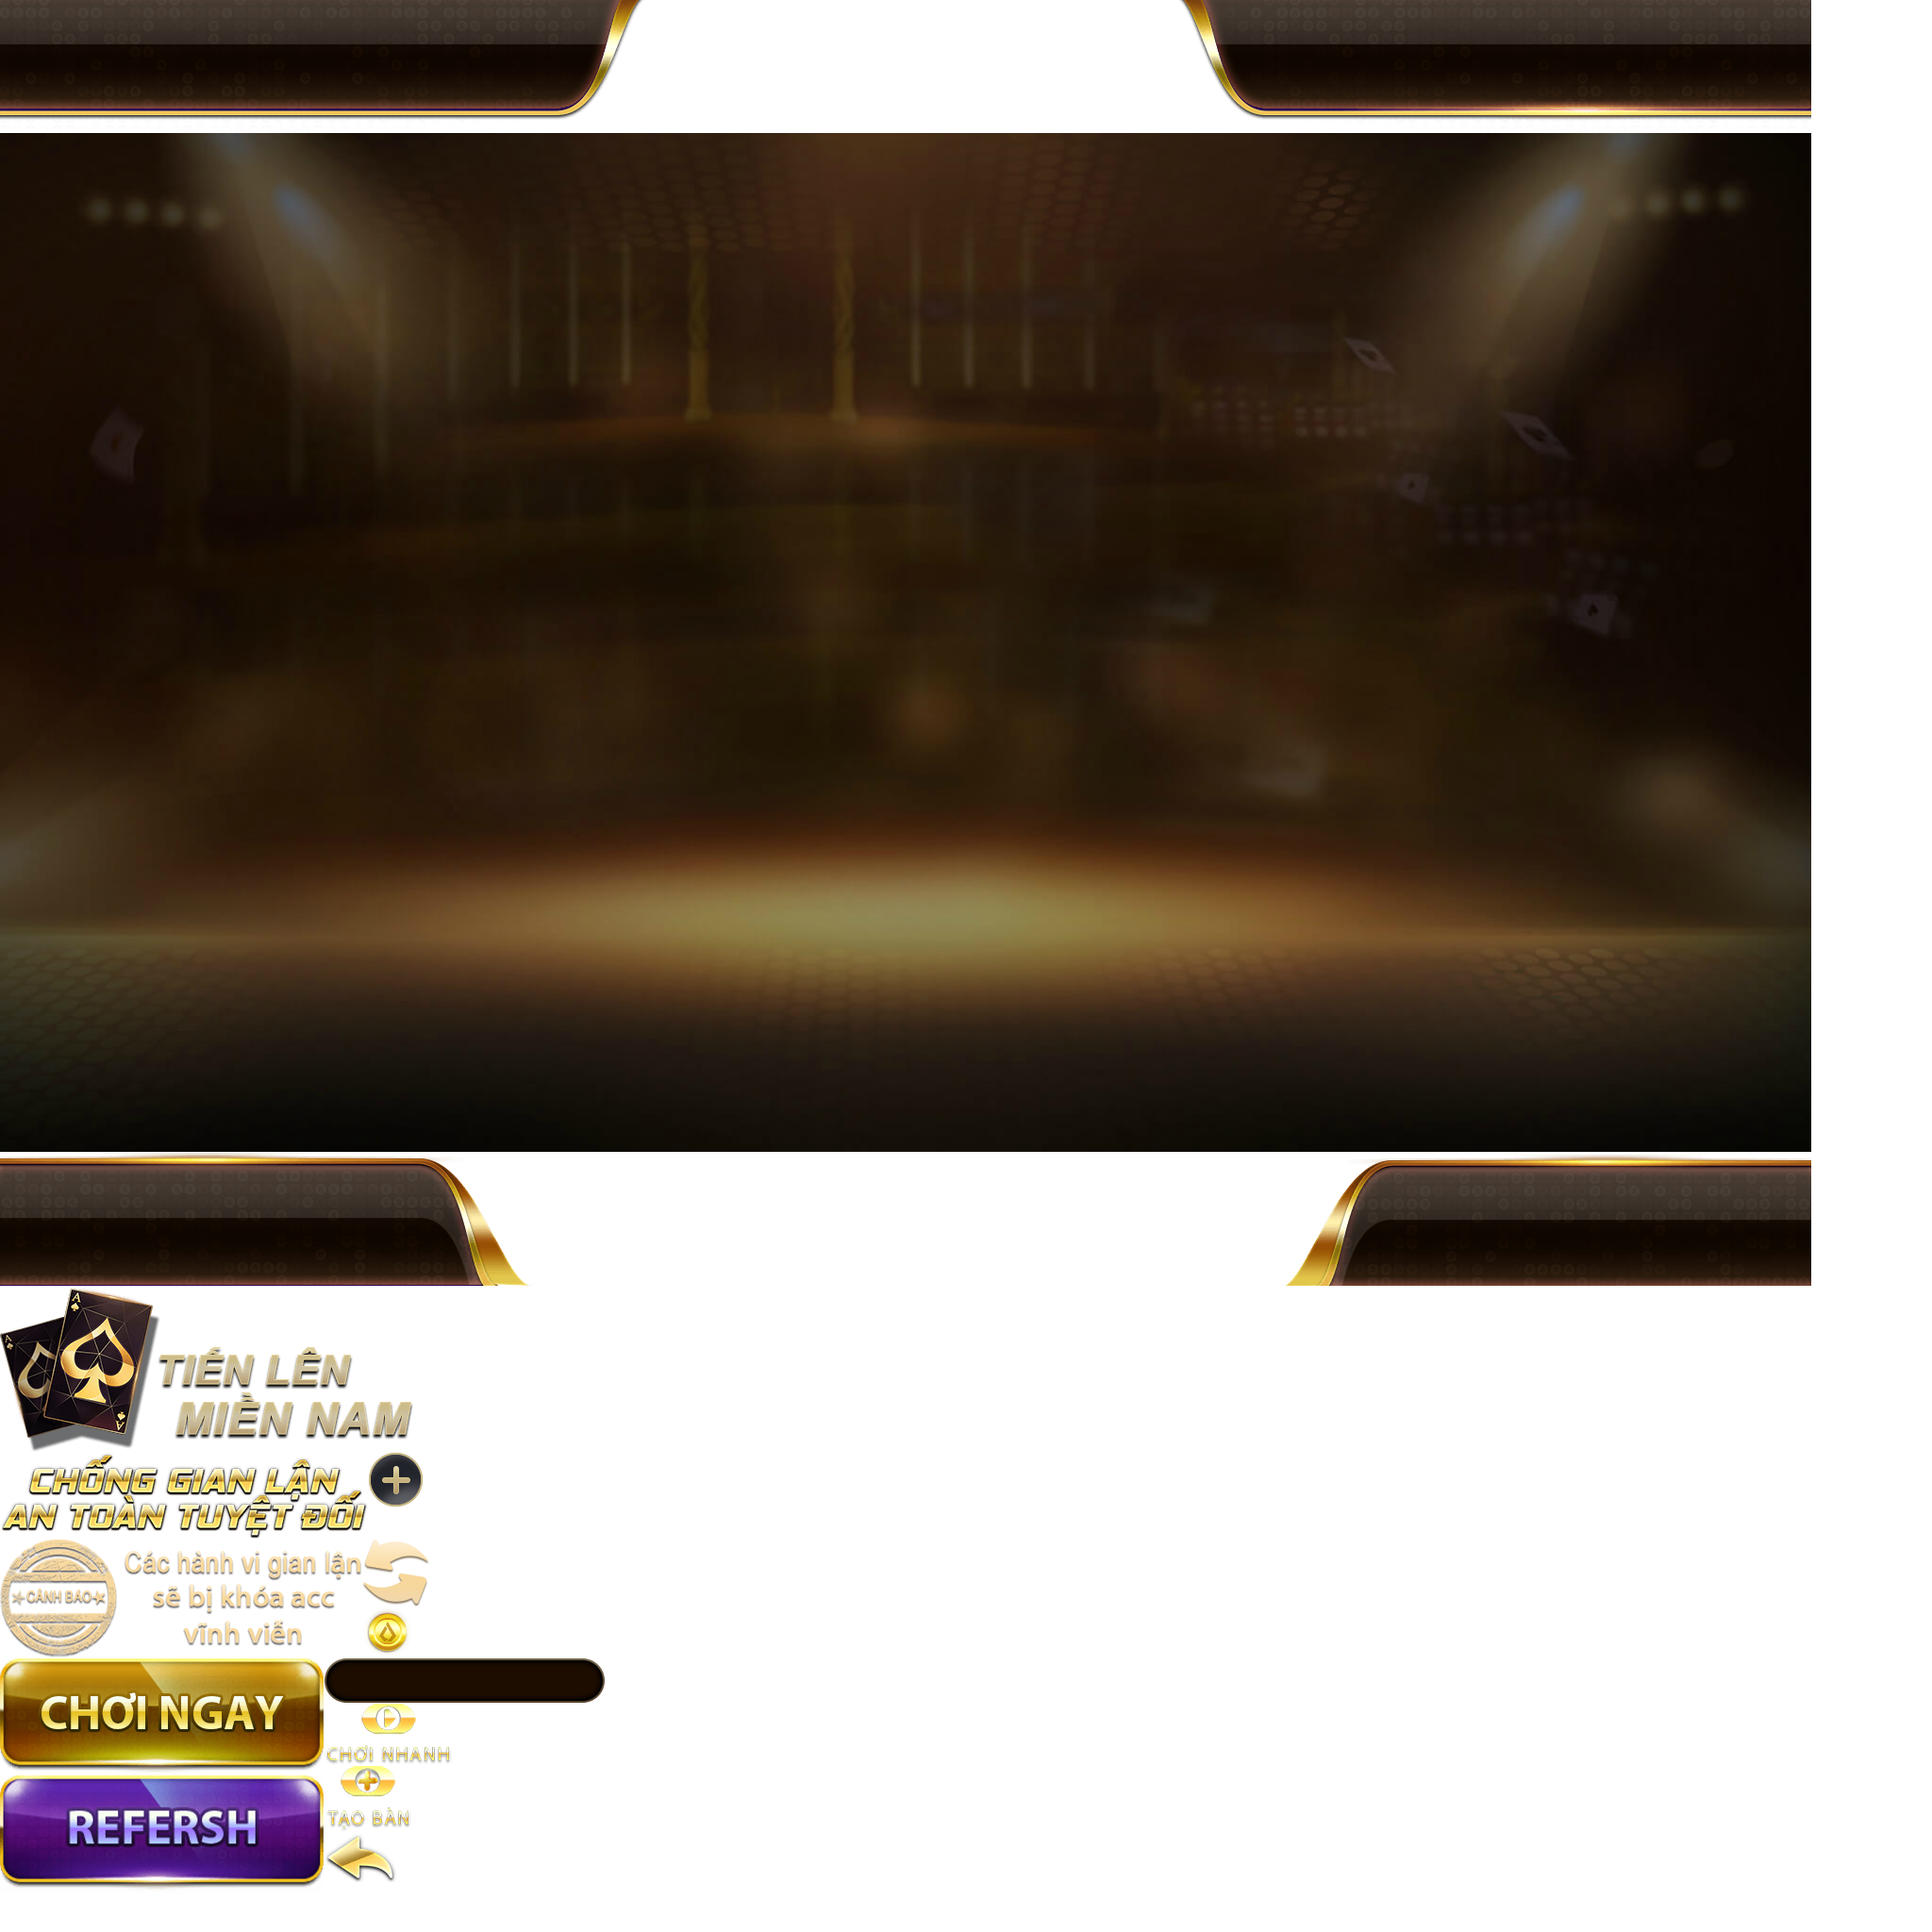 A
A
A
TIẾN LÊN
MIỀN NAM
CHỐNG GIAN LẬN
AN TOÀN TUYỆT ĐỐI
CẢNH BÁO
Các hành vi gian lận
sẽ bị khóa acc
vĩnh viễn
CHƠI NGAY
CHƠI NHANH
REFERSH
TẠO BÀN